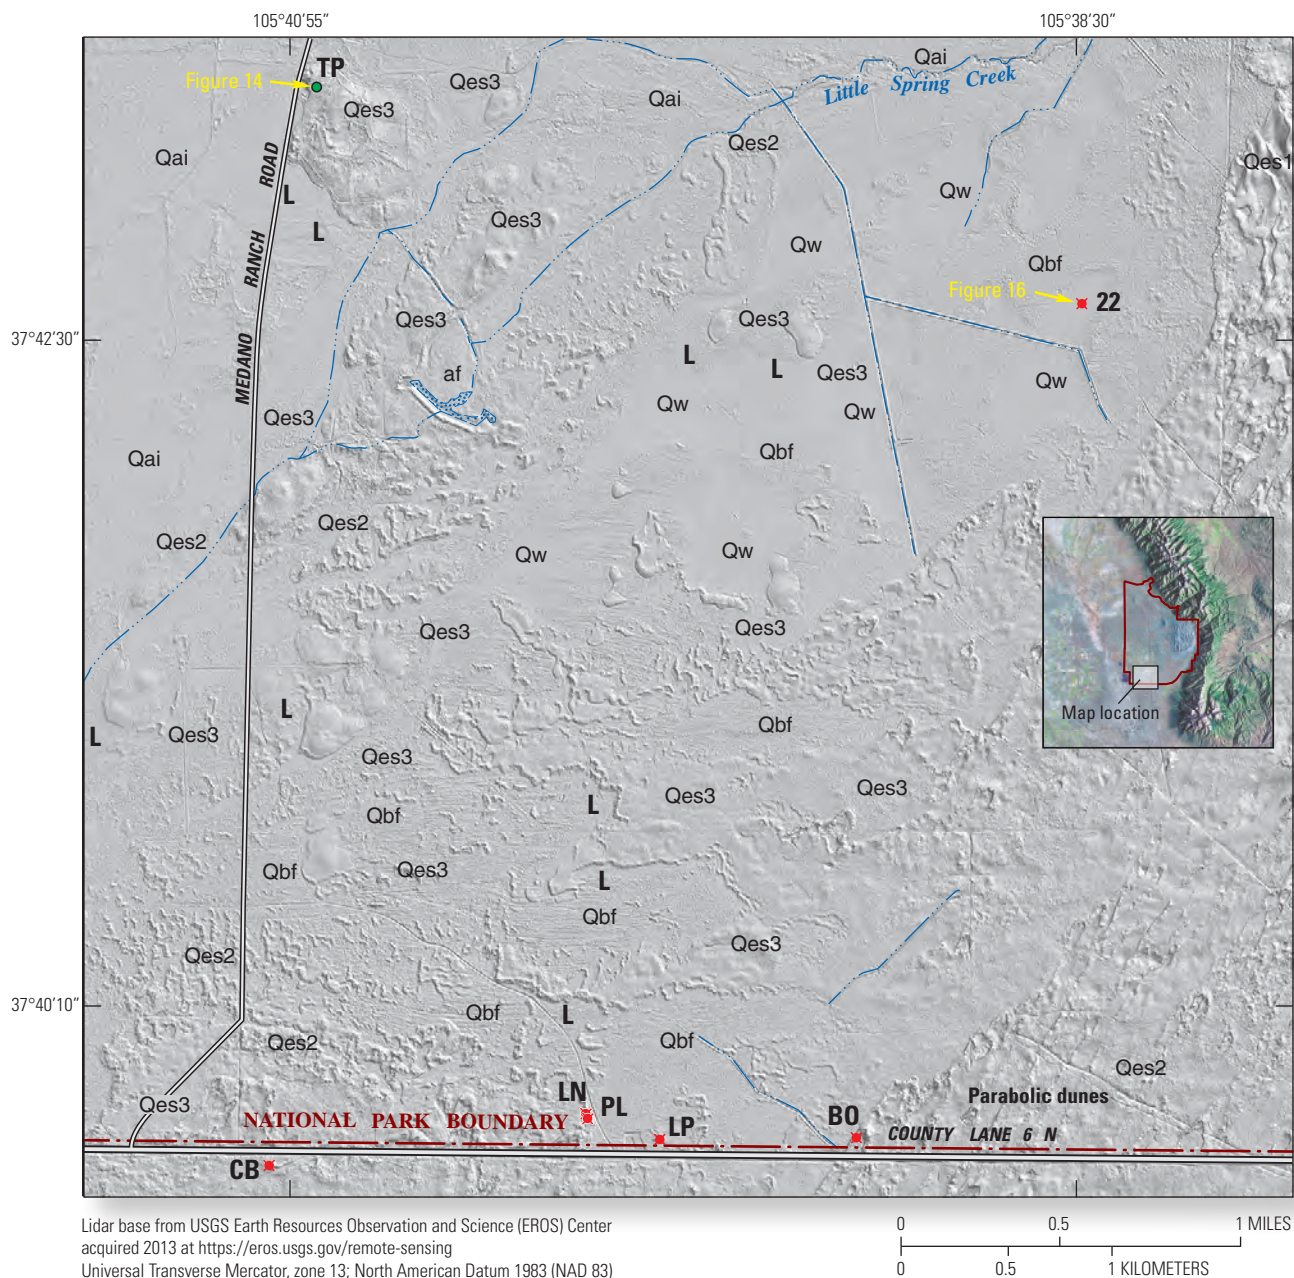 105°40'55"
105°38'30"
TP
Figure 14
Qes3
Qes3
Qai
Little Spring Creek
Qai
Qes2
Qai
Qes1
ROAD
L
Qw
L
Qes3
Qw
RANCH
Qbf
Figure 16
22
37°42'30"
Qes3
Qes3
L
L
MEDANO
af
Qes3
Qw
Qw
Qw
Qes3
Qbf
Qai
Qes2
Qes2
Qw
Qw
Qes3
Qes3
L
Map location
Qbf
L
Qes3
Qes3
Qes3
Qes3
L
Qbf
Qbf
Qes3
L
Qbf
Qes3
Qes2
37°40'10"
Qbf
L
Qes2
Qbf
Qes2
LN
PL
Parabolic dunes
Qes3
NATIONAL PARK BOUNDARY
LP
BO
COUNTY LANE 6 N
CB
Lidar base from USGS Earth Resources Observation and Science (EROS) Center
acquired 2013 at https://eros.usgs.gov/remote-sensing
Universal Transverse Mercator, zone 13; North American Datum 1983 (NAD 83)
0 0.5 1 MILES
0 0.5 1 KILOMETERS